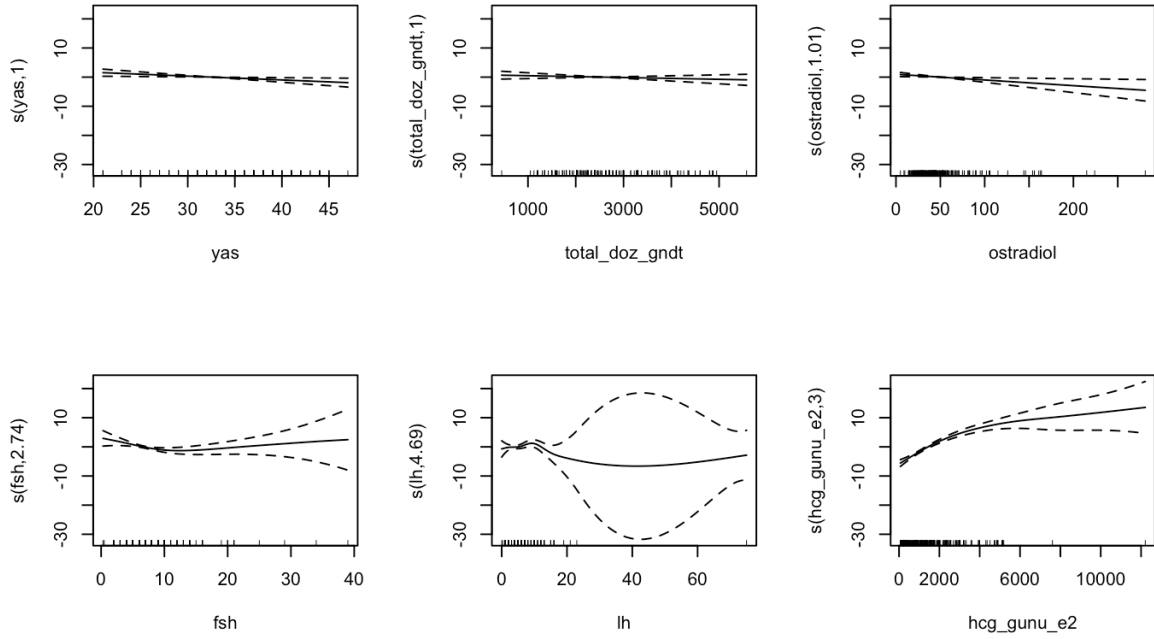 s(yas,1)
10
-10
-30
20 25 30 35 40 45
yas
s(total_doz_gndt,1)
10
-10
-30
1000 3000 5000
total_doz_gndt
s(ostradiol,1.01)
10
-10
-30
0 50 100 200
ostradiol
s(fsh,2.74)
10
-10
-30
0 10 20 30 40
fsh
s(lh,4.69)
10
-10
-30
0 20 40 60
lh
s(hcg_gunu_e2,3)
10
-10
-30
0 2000 6000 10000
hcg_gunu_e2